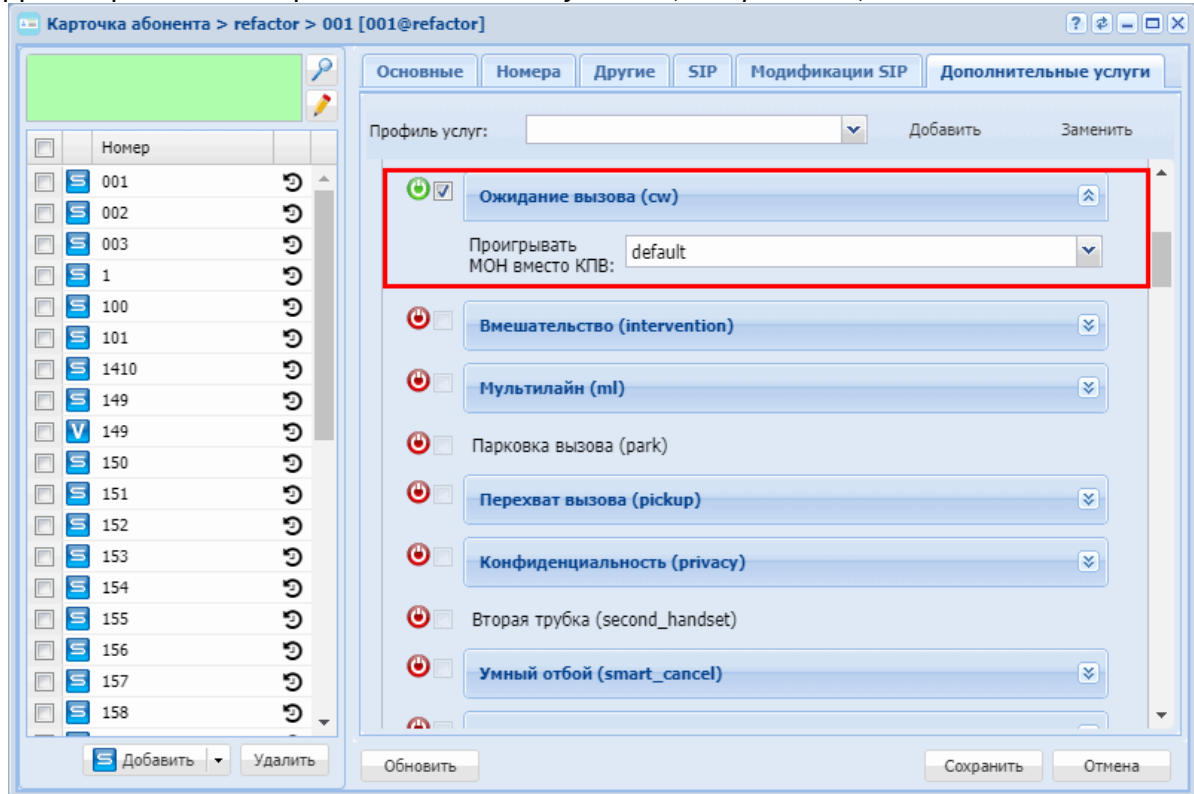 Карточка абонента > refactor > 001 [001@refactor]
Основные Номера Другие SIP Модификации SIP Дополнительные услуги
Профиль услуг: Добавить Заменить
Номер
001
002
003
1
100
101
1410
149
149
150
151
152
153
154
155
156
157
158
Добавить Удалить
Ожидание вызова (cw)
Проигрывать
МОН вместо КПВ: default
Вмешательство (intervention)
Мультилайн (ml)
Парковка вызова (park)
Перехват вызова (pickup)
Конфиденциальность (privacy)
Вторая трубка (second_handset)
Умный отбой (smart_cancel)
Обновить Сохранить Отмена